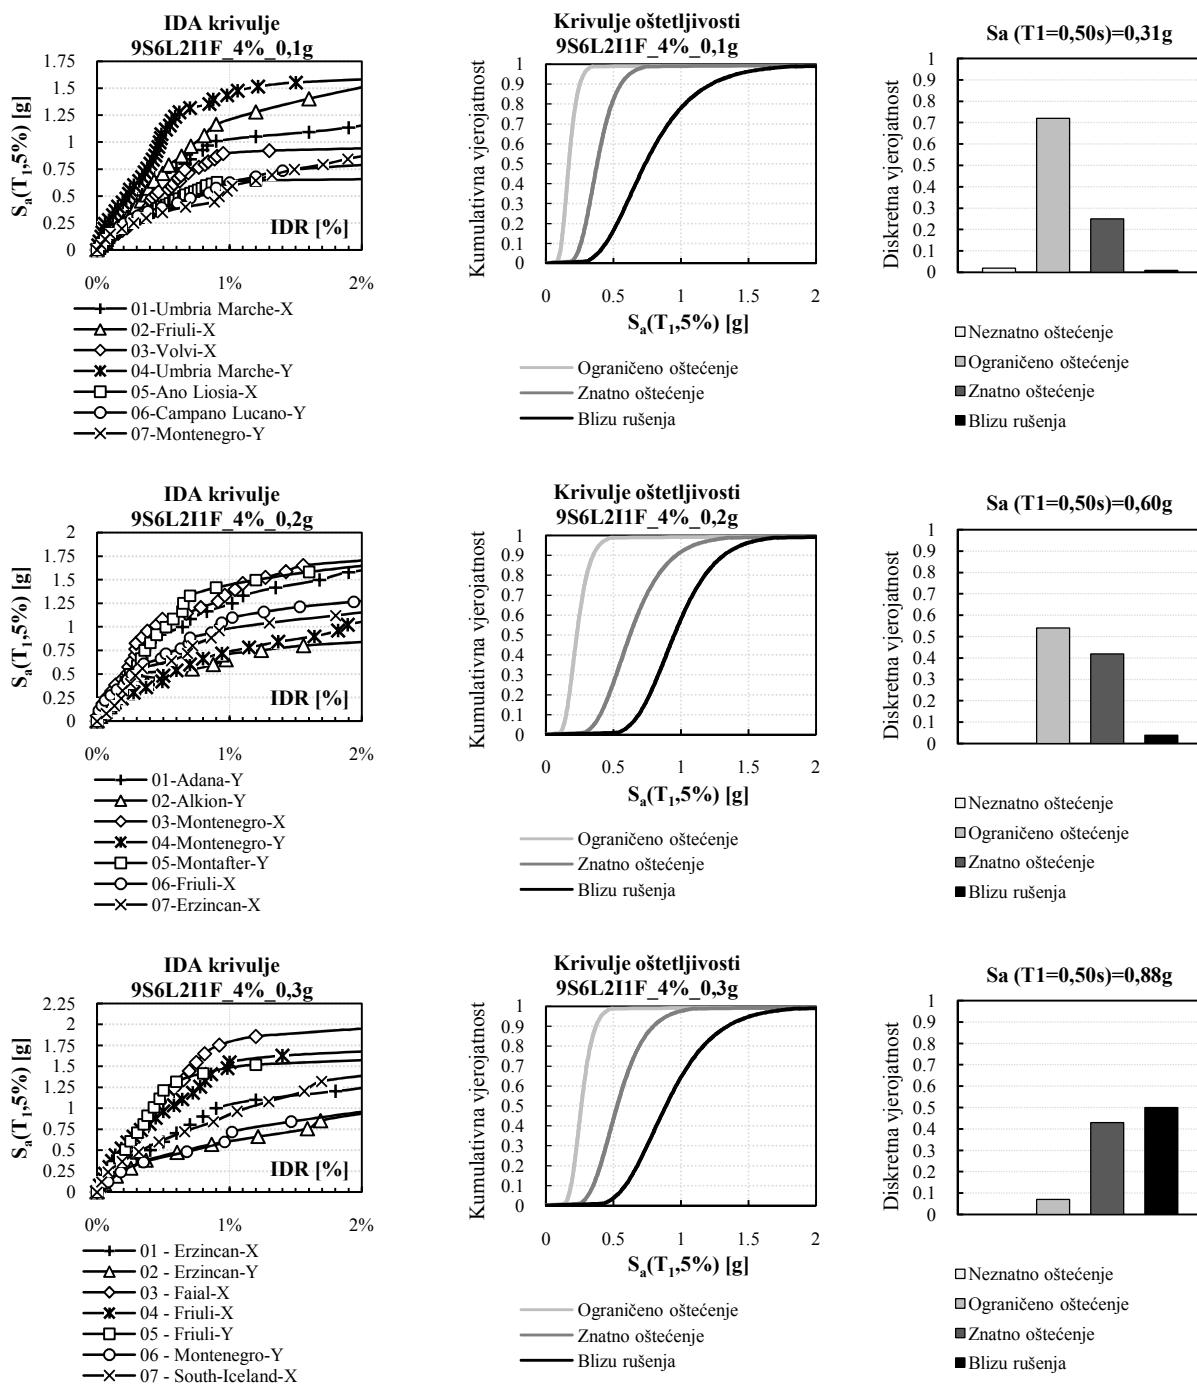 IDA krivulje
9S6L2I1F_4%_0,1g
1.75
1.5
1.25
1
0.75
0.5
0.25
0
Sa(T1,5%) [g]
IDR [%]
0% 1% 2%
01-Umbria Marche-X
02-Friuli-X
03-Volvi-X
04-Umbria Marche-Y
05-Ano Liosia-X
06-Campano Lucano-Y
07-Montenegro-Y
Krivulje oštetljivosti
9S6L2I1F_4%_0,1g
1
0.9
0.8
0.7
0.6
0.5
0.4
0.3
0.2
0.1
0
Kumulativna vjerojatnost
0 0.5 1 1.5 2
Sa(T1,5%) [g]
Ograničeno oštećenje
Znatno oštećenje
Blizu rušenja
Sa (T1=0,50s)=0,31g
1
0.9
0.8
0.7
0.6
0.5
0.4
0.3
0.2
0.1
0
Diskretna vjerojatnost
Neznatno oštećenje
Ograničeno oštećenje
Znatno oštećenje
Blizu rušenja
IDA krivulje
9S6L2I1F_4%_0,2g
2
1.75
1.5
1.25
1
0.75
0.5
0.25
0
Sa(T1,5%) [g]
IDR [%]
0% 1% 2%
01-Adana-Y
02-Alkion-Y
03-Montenegro-X
04-Montenegro-Y
05-Montafter-Y
06-Friuli-X
07-Erzincan-X
Krivulje oštetljivosti
9S6L2I1F_4%_0,2g
1
0.9
0.8
0.7
0.6
0.5
0.4
0.3
0.2
0.1
0
Kumulativna vjerojatnost
0 0.5 1 1.5 2
Sa(T1,5%) [g]
Ograničeno oštećenje
Znatno oštećenje
Blizu rušenja
Sa (T1=0,50s)=0,60g
1
0.9
0.8
0.7
0.6
0.5
0.4
0.3
0.2
0.1
0
Diskretna vjerojatnost
Neznatno oštećenje
Ograničeno oštećenje
Znatno oštećenje
Blizu rušenja
IDA krivulje
9S6L2I1F_4%_0,3g
2.25
2
1.75
1.5
1.25
1
0.75
0.5
0.25
0
Sa(T1,5%) [g]
IDR [%]
0% 1% 2%
01 - Erzincan-X
02 - Erzincan-Y
03 - Faial-X
04 - Friuli-X
05 - Friuli-Y
06 - Montenegro-Y
07 - South-Iceland-X
Krivulje oštetljivosti
9S6L2I1F_4%_0,3g
1
0.9
0.8
0.7
0.6
0.5
0.4
0.3
0.2
0.1
0
Kumulativna vjerojatnost
0 0.5 1 1.5 2
Sa(T1,5%) [g]
Ograničeno oštećenje
Znatno oštećenje
Blizu rušenja
Sa (T1=0,50s)=0,88g
1
0.9
0.8
0.7
0.6
0.5
0.4
0.3
0.2
0.1
0
Diskretna vjerojatnost
Neznatno oštećenje
Ograničeno oštećenje
Znatno oštećenje
Blizu rušenja